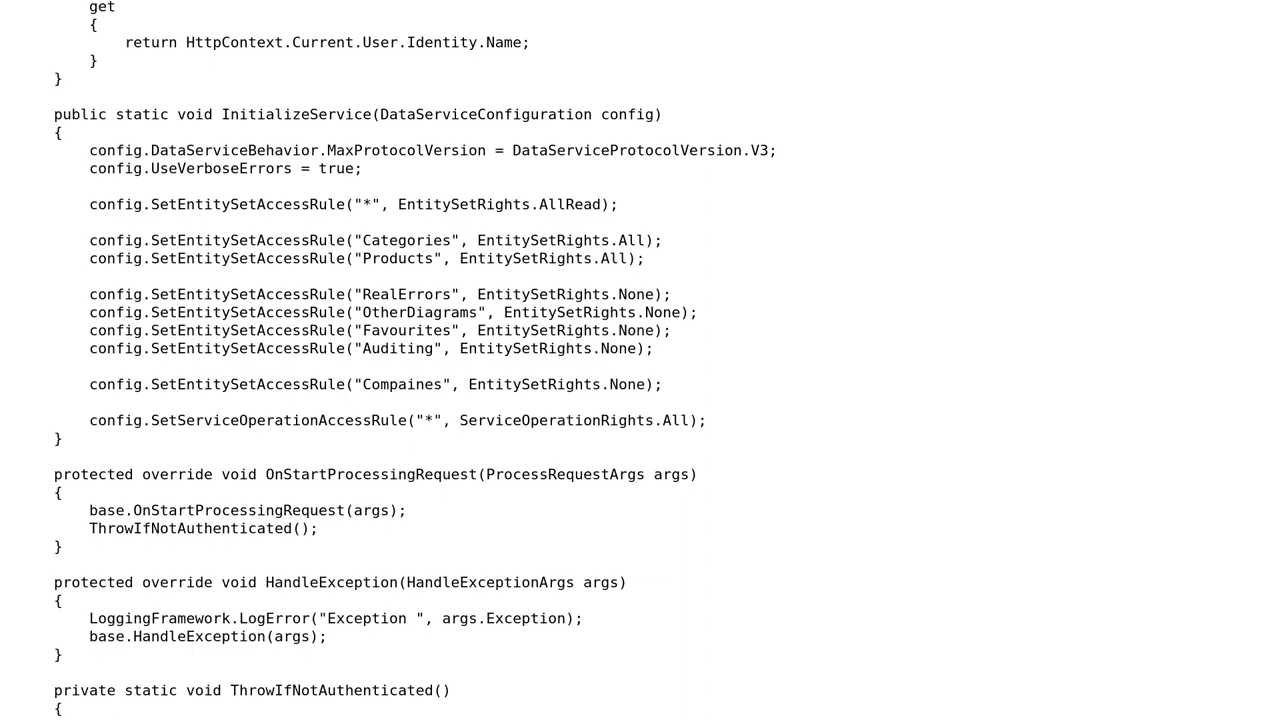 get
{
return HttpContext.Current.User.Identity.Name;
}
}
public static void InitializeService(DataServiceConfiguration config)
{
config.DataServiceBehavior.MaxProtocolVersion = DataServiceProtocolVersion.V3;
config.UseVerboseErrors = true;
config.SetEntitySetAccessRule("*", EntitySetRights.AllRead);
config.SetEntitySetAccessRule("Categories", EntitySetRights.All);
config.SetEntitySetAccessRule("Products", EntitySetRights.All);
config.SetEntitySetAccessRule("RealErrors", EntitySetRights.None);
config.SetEntitySetAccessRule("OtherDiagrams", EntitySetRights.None);
config.SetEntitySetAccessRule("Favourites", EntitySetRights.None);
config.SetEntitySetAccessRule("Auditing", EntitySetRights.None);
config.SetEntitySetAccessRule("Compaines", EntitySetRights.None);
config.SetServiceOperationAccessRule("*", ServiceOperationRights.All);
}
protected override void OnStartProcessingRequest(ProcessRequestArgs args)
{
base.OnStartProcessingRequest(args);
ThrowIfNotAuthenticated();
}
protected override void HandleException(HandleExceptionArgs args)
{
LoggingFramework.LogError("Exception ", args.Exception);
base.HandleException(args);
}
private static void ThrowIfNotAuthenticated()
{